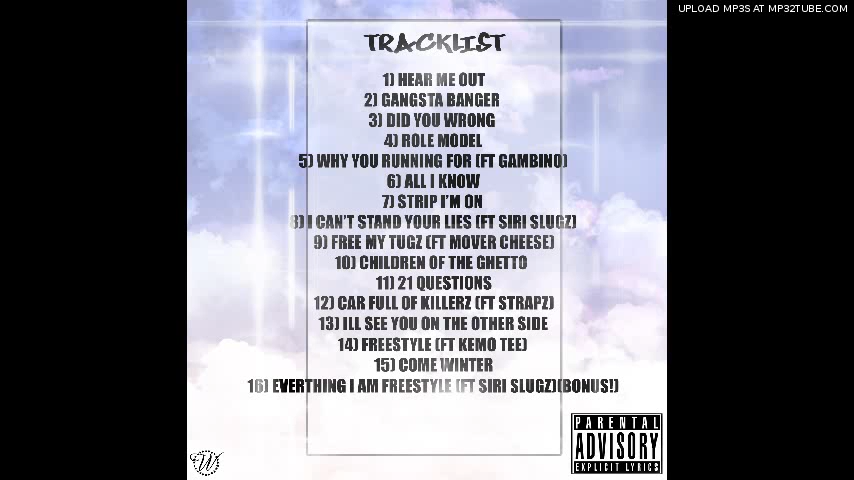 UPLOAD MP3S AT MP32TUBE.COM
TRACKLIST
1) HEAR ME OUT
2) GANGSTA BANGER
3) DID YOU WRONG
4) ROLE MODEL
5) WHY YOU RUNNING FOR (FT GAMBINO)
6) ALL I KNOW
7) STRIP I'M ON
8) I CAN'T STAND YOUR LIES (FT SIRI SLUGZ)
9) FREE MY TUGZ (FT MOVER CHEESE)
10) CHILDREN OF THE GHETTO
11) 21 QUESTIONS
12) CAR FULL OF KILLERZ (FT STRAPZ)
13) ILL SEE YOU ON THE OTHER SIDE
14) FREESTYLE (FT KEMO TEE)
15) COME WINTER
16) EVERTHING I AM FREESTYLE (FT SIRI SLUGZ)(BONUS!)
PARENTAL
ADVISORY
EXPLICIT LYRICS
W